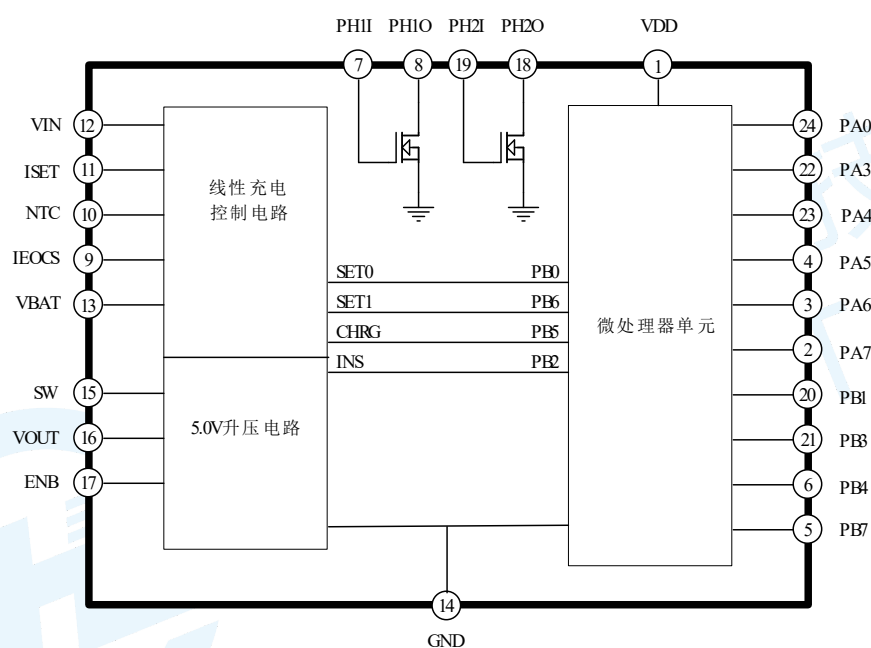 PH1I PH1O PH2I PH2O VDD
7 8 19 18 1
VIN 12
ISET 11
NTC 10
IEOCS 9
VBAT 13
SW 15
VOUT 16
ENB 17
线性充电
控制电路
5.0V升压电路
SET0 PB0
SET1 PB6
CHRG PB5
INS PB2
微处理器单元
24 PA0
22 PA3
23 PA4
4 PA5
3 PA6
2 PA7
20 PB1
21 PB3
6 PB4
5 PB7
14
GND